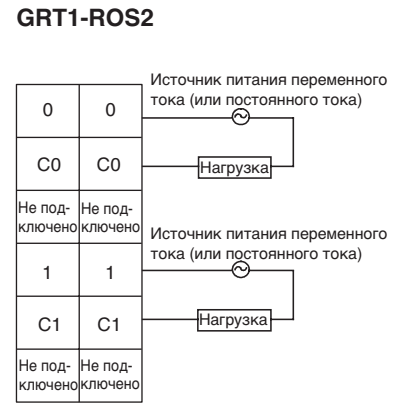 GRT1-ROS2
Источник питания переменного
тока (или постоянного тока)
0 0
C0 C0
Нагрузка
Не под- Не под-
ключено ключено
Источник питания переменного
тока (или постоянного тока)
1 1
C1 C1
Нагрузка
Не под- Не под-
ключено ключено